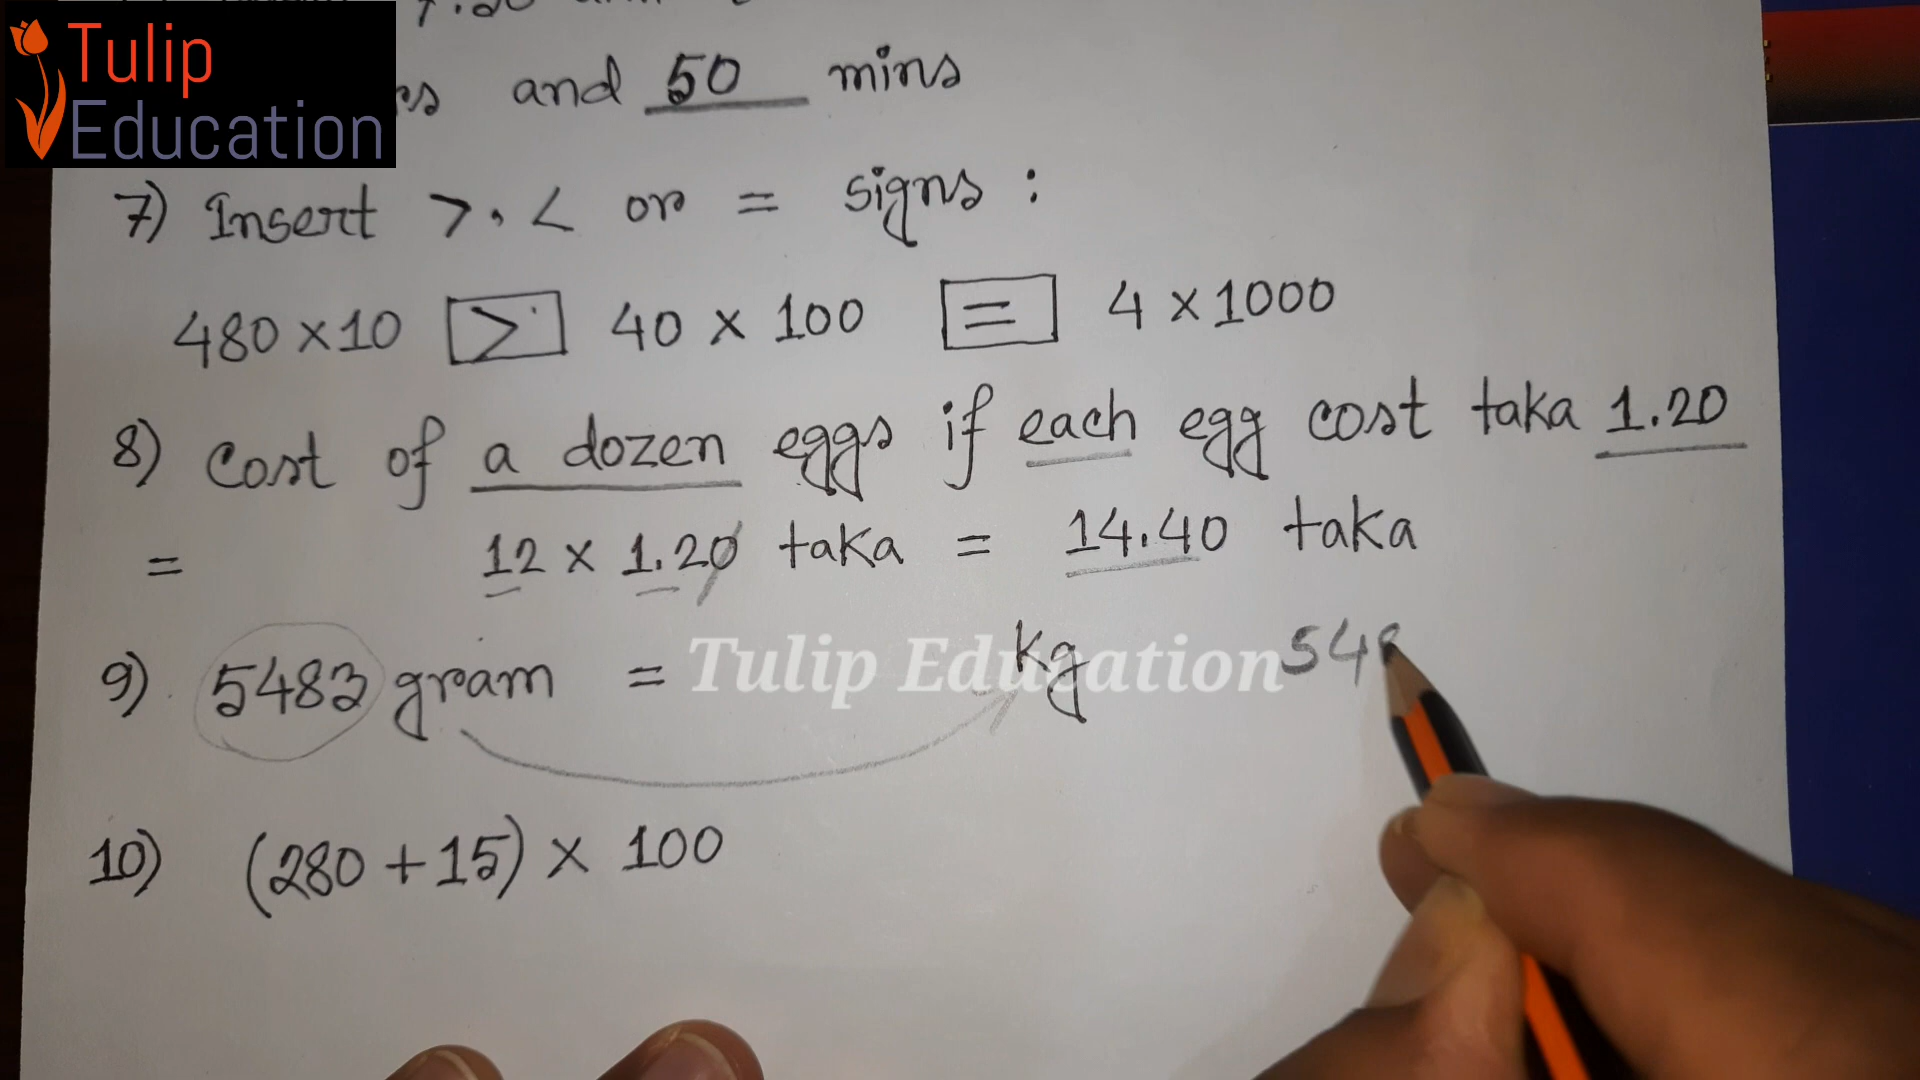 Tulip
Education
and 50 mins
7) Insert >, < or = signs :
480 × 10 > 40 × 100 = 4 × 1000
8) Cost of a dozen eggs if each egg cost taka 1.20
= 12 × 1.20 taka = 14.40 taka
9) 5483 gram = kg 548
Tulip Education
10) (280 + 15) × 100